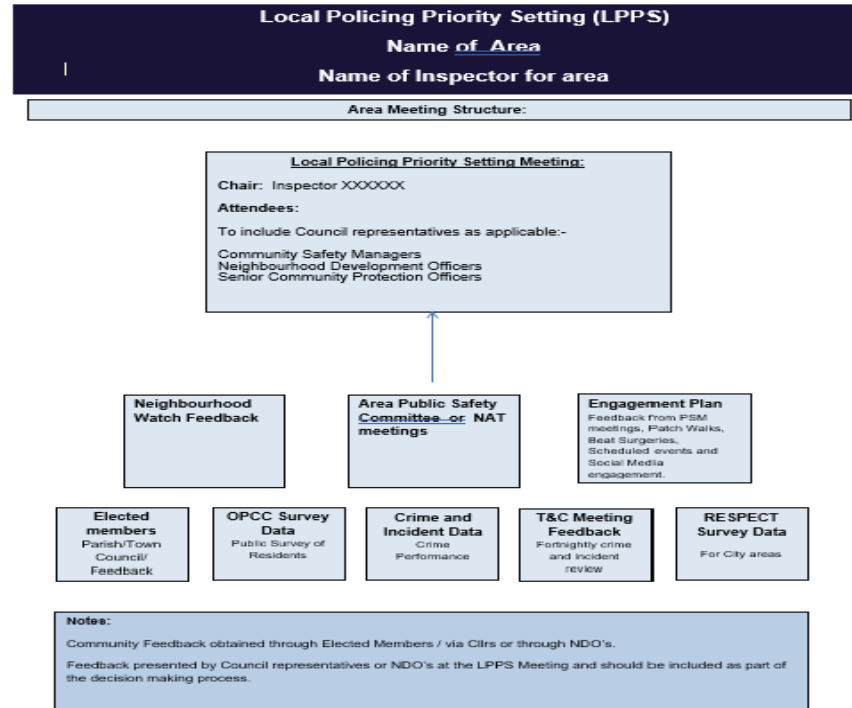 Local Policing Priority Setting (LPPS)
Name of Area
Name of Inspector for area
Area Meeting Structure:
Local Policing Priority Setting Meeting:
Chair: Inspector XXXXXX
Attendees:
To include Council representatives as applicable:-
Community Safety Managers
Neighbourhood Development Officers
Senior Community Protection Officers
Neighbourhood
Watch Feedback
Area Public Safety
Committee or NAT
meetings
Engagement Plan
Feedback from PSM
meetings, Patch Walks,
Beat Surgeries,
Scheduled events and
Social Media
engagement.
Elected
members
Parish/Town
Council/
Feedback
OPCC Survey
Data
Public Survey of
Residents
Crime and
Incident Data
Crime
Performance
T&C Meeting
Feedback
Fortnightly crime
and incident
review
RESPECT
Survey Data
For City areas
Notes:
Community Feedback obtained through Elected Members / via Cllrs or through NDO's.
Feedback presented by Council representatives or NDO's at the LPPS Meeting and should be included as part of
the decision making process.